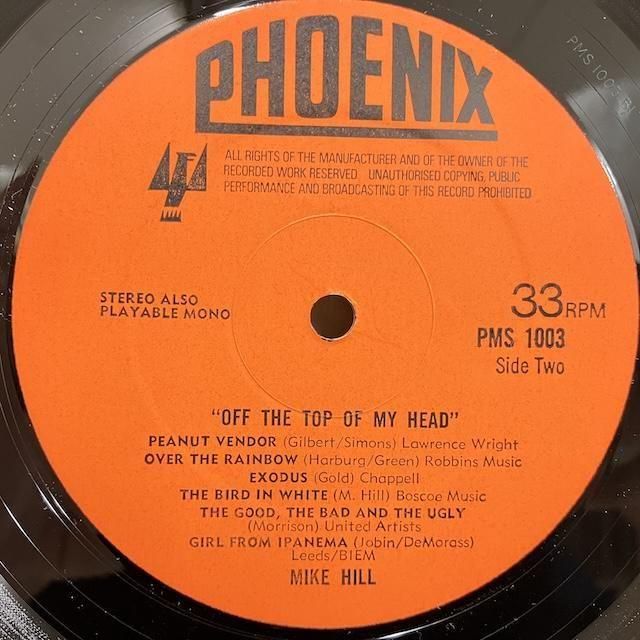 PHOENIX
ALL RIGHTS OF THE MANUFACTURER AND OF THE OWNER OF THE
RECORDED WORK RESERVED. UNAUTHORISED COPYING, PUBLIC
PERFORMANCE AND BROADCASTING OF THIS RECORD PROHIBITED
STEREO ALSO
PLAYABLE MONO
33 RPM
PMS 1003
Side Two
"OFF THE TOP OF MY HEAD"
PEANUT VENDOR (Gilbert/Simons) Lawrence Wright
OVER THE RAINBOW (Harburg/Green) Robbins Music
EXODUS (Gold) Chappell
THE BIRD IN WHITE (M. Hill) Boscoe Music
THE GOOD, THE BAD AND THE UGLY
(Morrison) United Artists
GIRL FROM IPANEMA (Jobin/DeMorass)
Leeds/BIEM
MIKE HILL